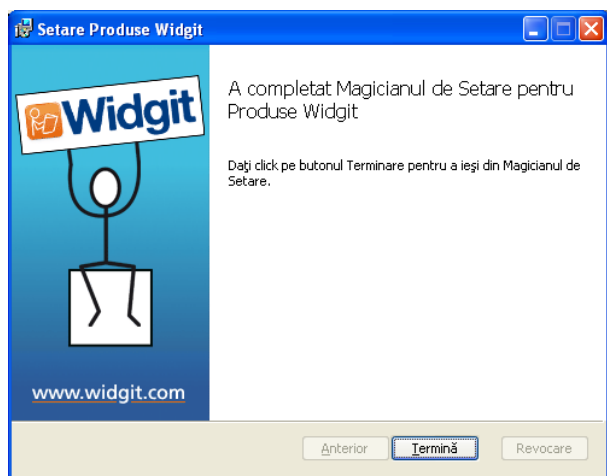 Setare Produse Widgit
Widgit
A completat Magicianul de Setare pentru
Produse Widgit
Daţi click pe butonul Terminare pentru a ieşi din Magicianul de
Setare.
www.widgit.com
Anterior
Termină
Revocare